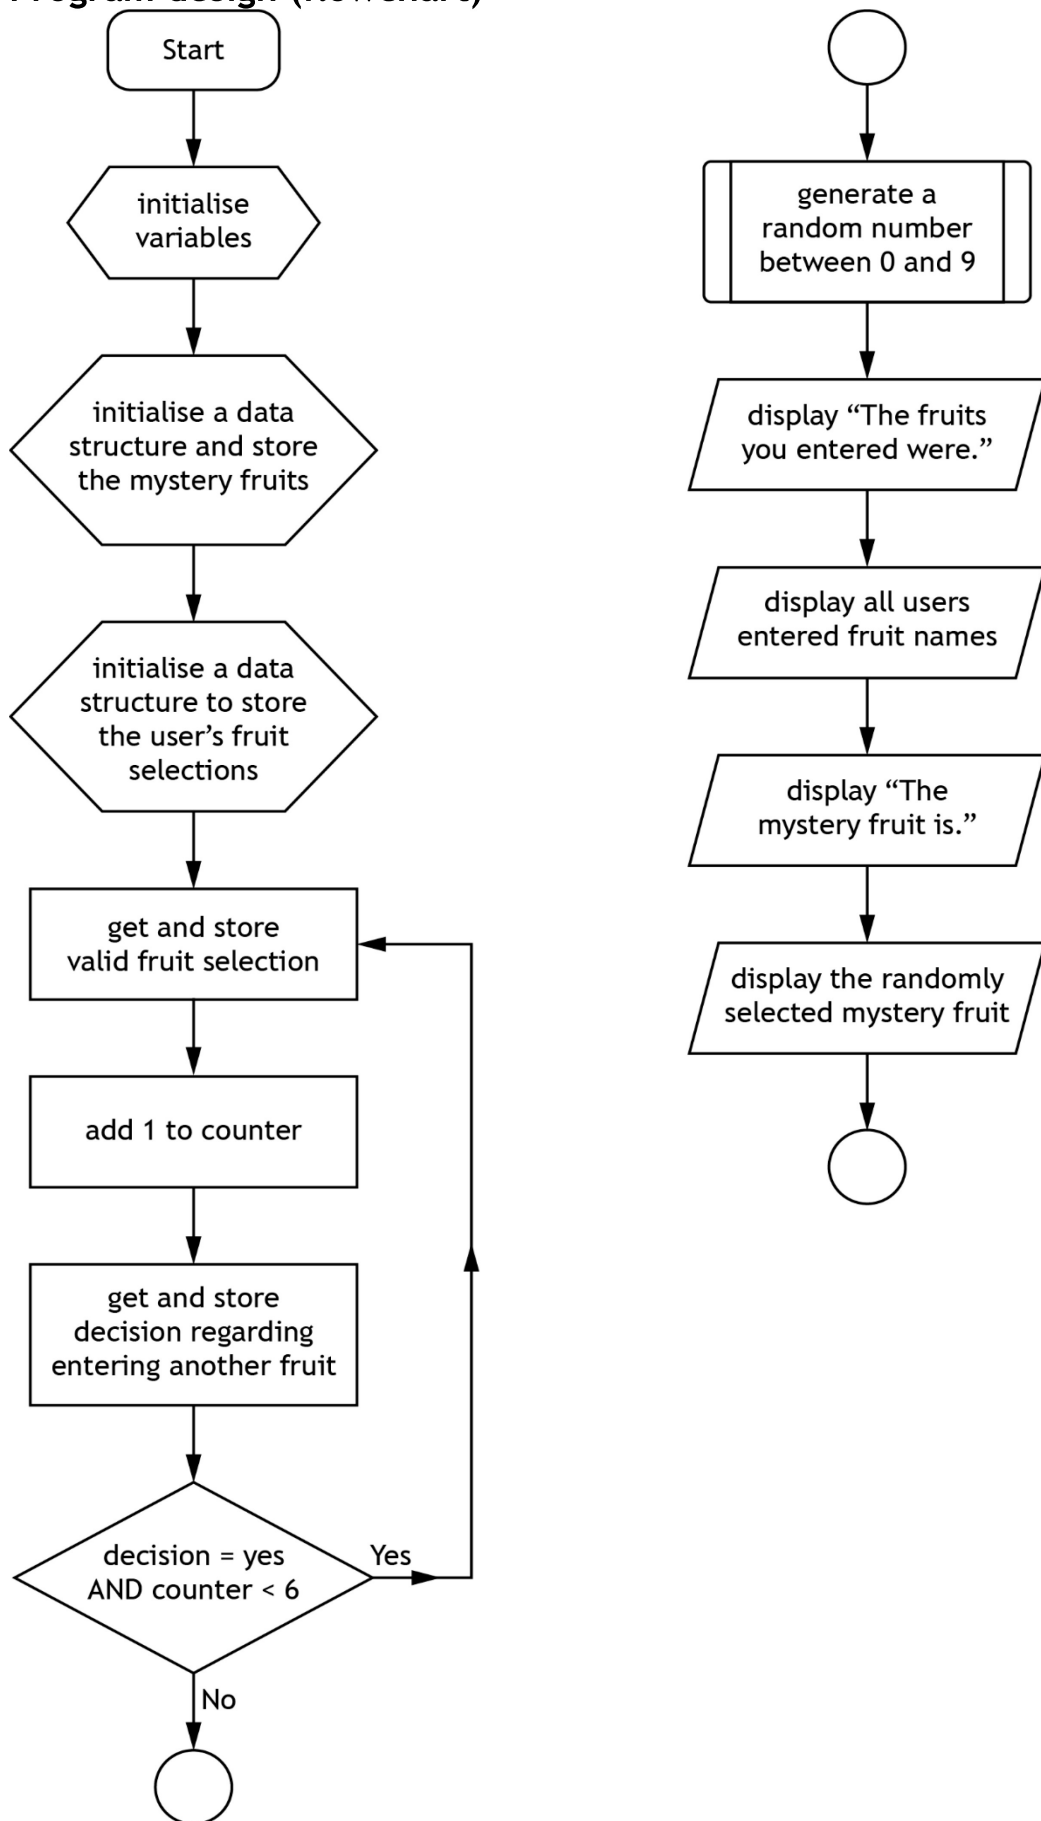 Program design (flowchart)
Start
initialise
variables
initialise a data
structure and store
the mystery fruits
initialise a data
structure to store
the user’s fruit
selections
get and store
valid fruit selection
add 1 to counter
get and store
decision regarding
entering another fruit
decision = yes
AND counter < 6
Yes
No
generate a
random number
between 0 and 9
display “The fruits
you entered were.”
display all users
entered fruit names
display “The
mystery fruit is.”
display the randomly
selected mystery fruit